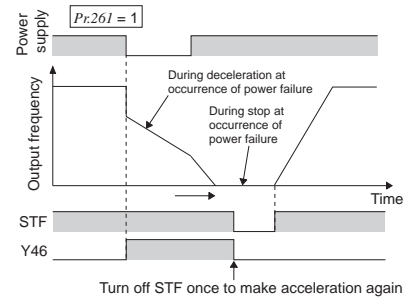 Pr.261 = 1
Power
supply
During deceleration at
occurrence of power failure
During stop at
occurrence of
power failure
Output frequency
Time
STF
Y46
Turn off STF once to make acceleration again